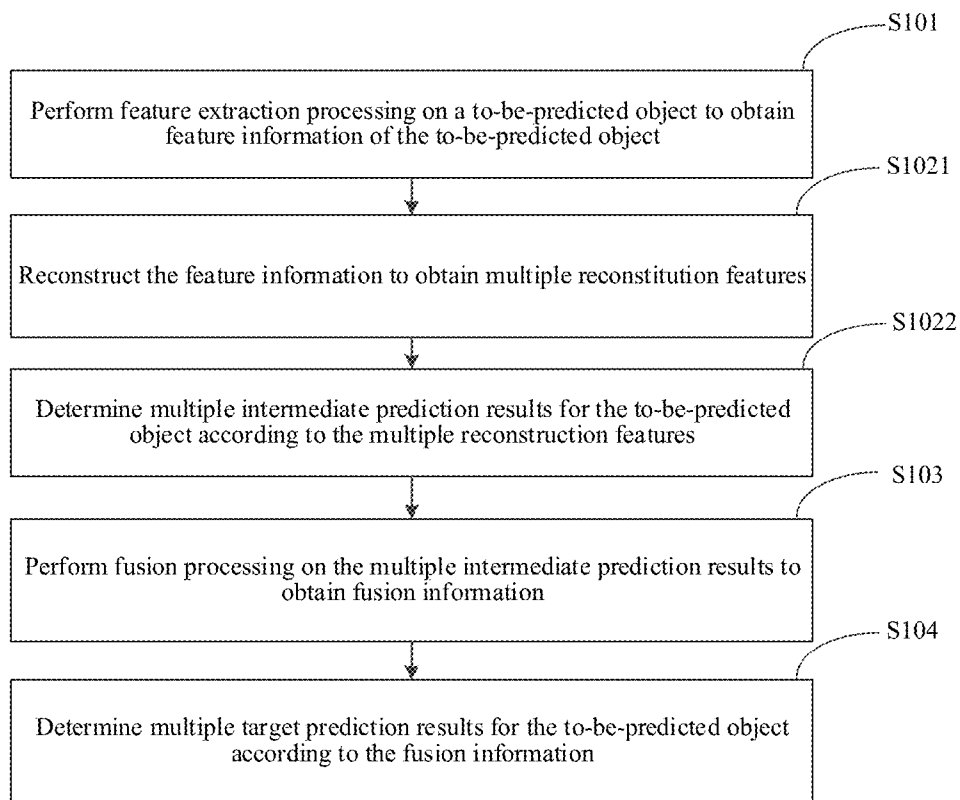 S101
Perform feature extraction processing on a to-be-predicted object to obtain
feature information of the to-be-predicted object
S1021
Reconstruct the feature information to obtain multiple reconstitution features
S1022
Determine multiple intermediate prediction results for the to-be-predicted
object according to the multiple reconstruction features
S103
Perform fusion processing on the multiple intermediate prediction results to
obtain fusion information
S104
Determine multiple target prediction results for the to-be-predicted object
according to the fusion information